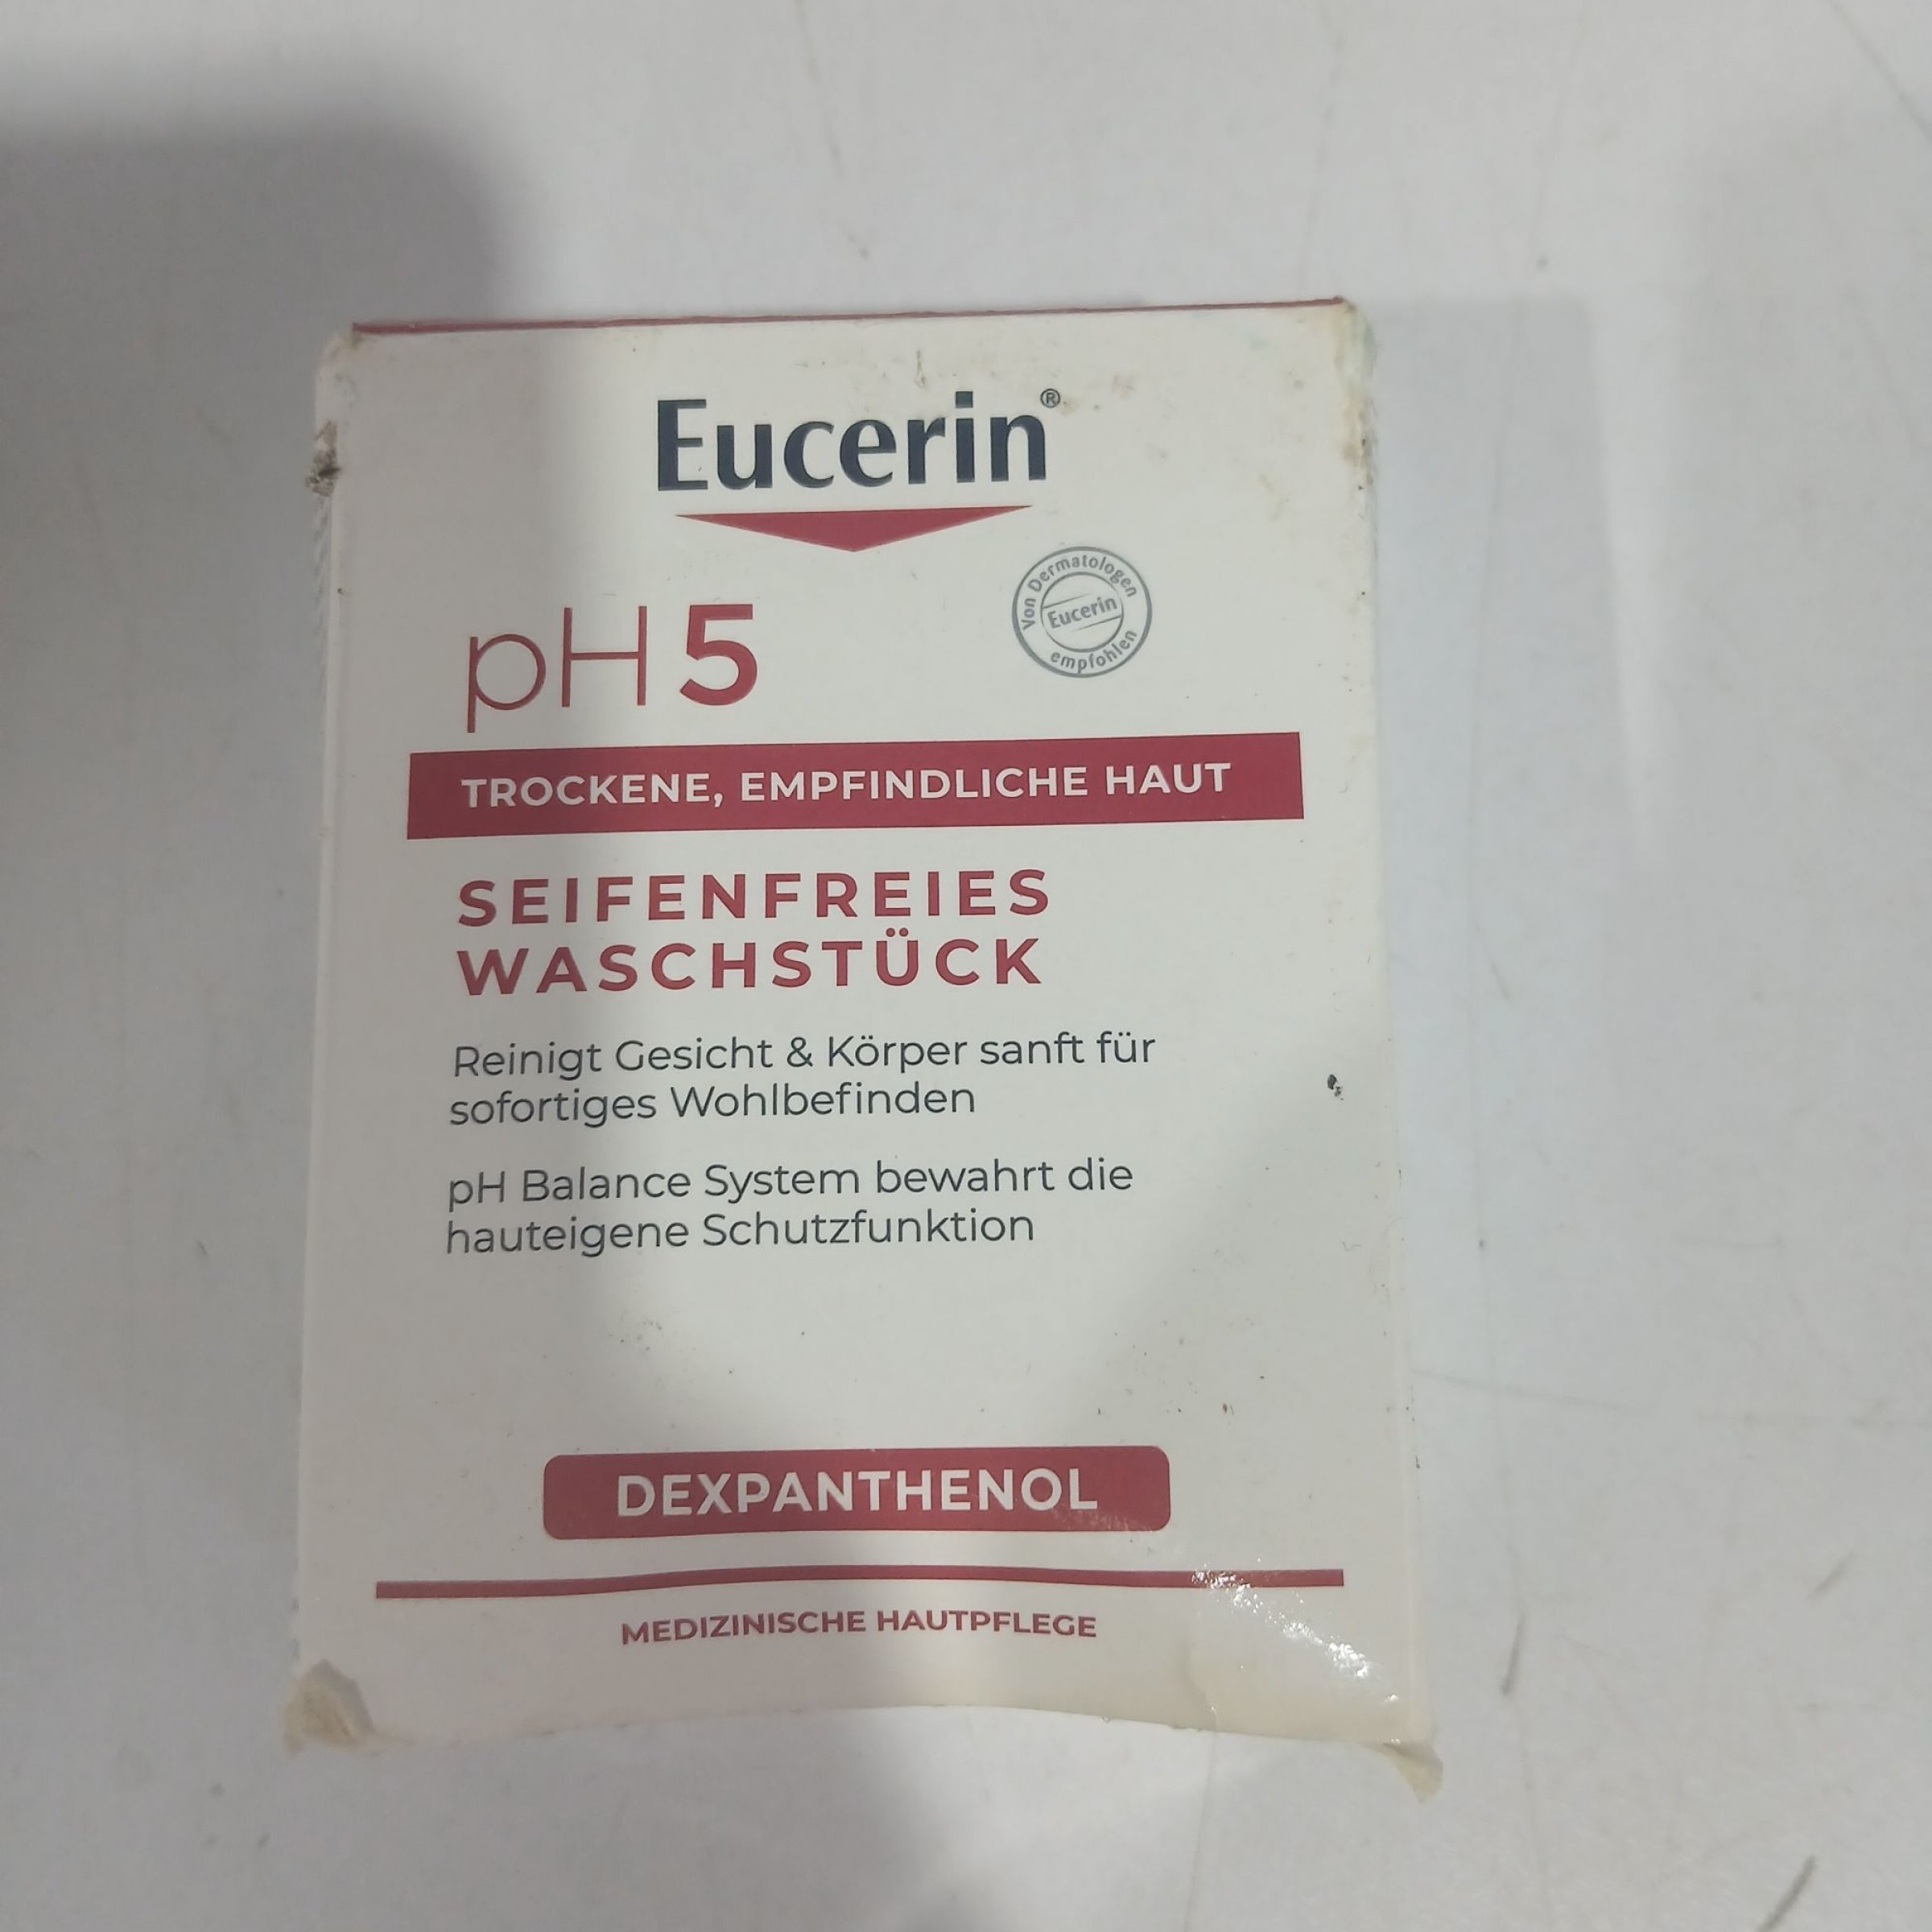 Eucerin®
pH5
Von Dermatologen
Eucerin
empfohlen
TROCKENE, EMPFINDLICHE HAUT
SEIFENFREIES
WASCHSTÜCK
Reinigt Gesicht & Körper sanft für
sofortiges Wohlbefinden
pH Balance System bewahrt die
hauteigene Schutzfunktion
DEXPANTHENOL
MEDIZINISCHE HAUTPFLEGE